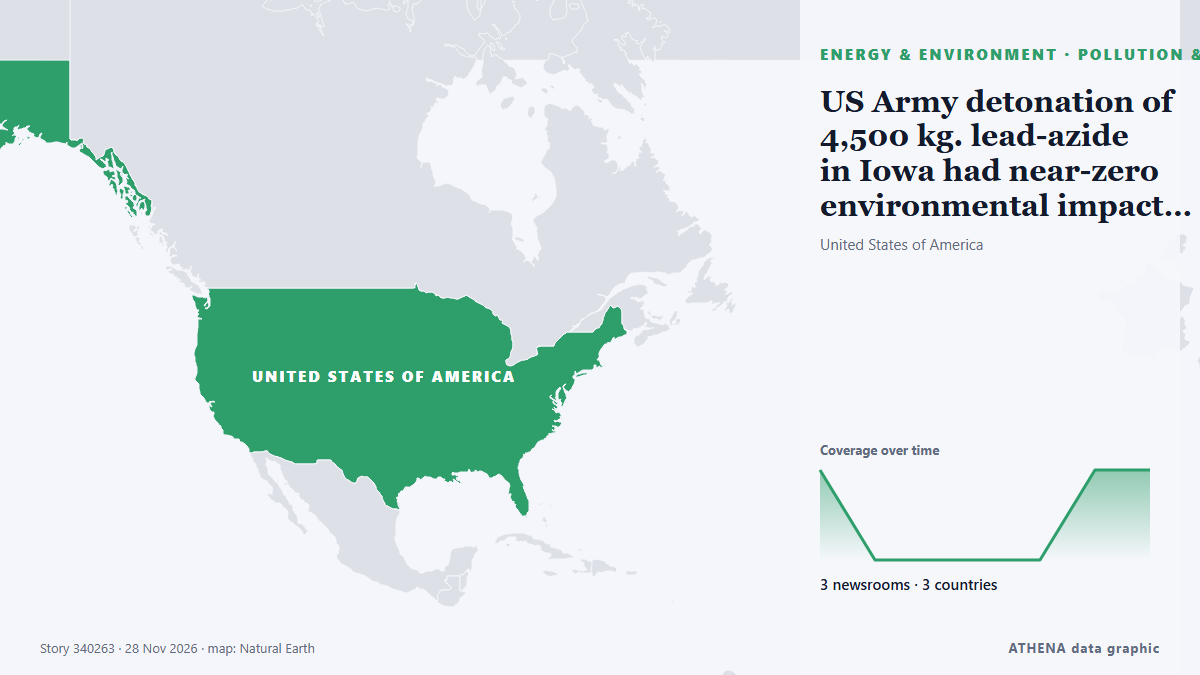 ENERGY & ENVIRONMENT · POLLUTION &
US Army detonation of
4,500 kg. lead-azide
in Iowa had near-zero
environmental impact...
United States of America
UNITED STATES OF AMERICA
Coverage over time
3 newsrooms · 3 countries
Story 340263 · 28 Nov 2026 · map: Natural Earth
ATHENA data graphic